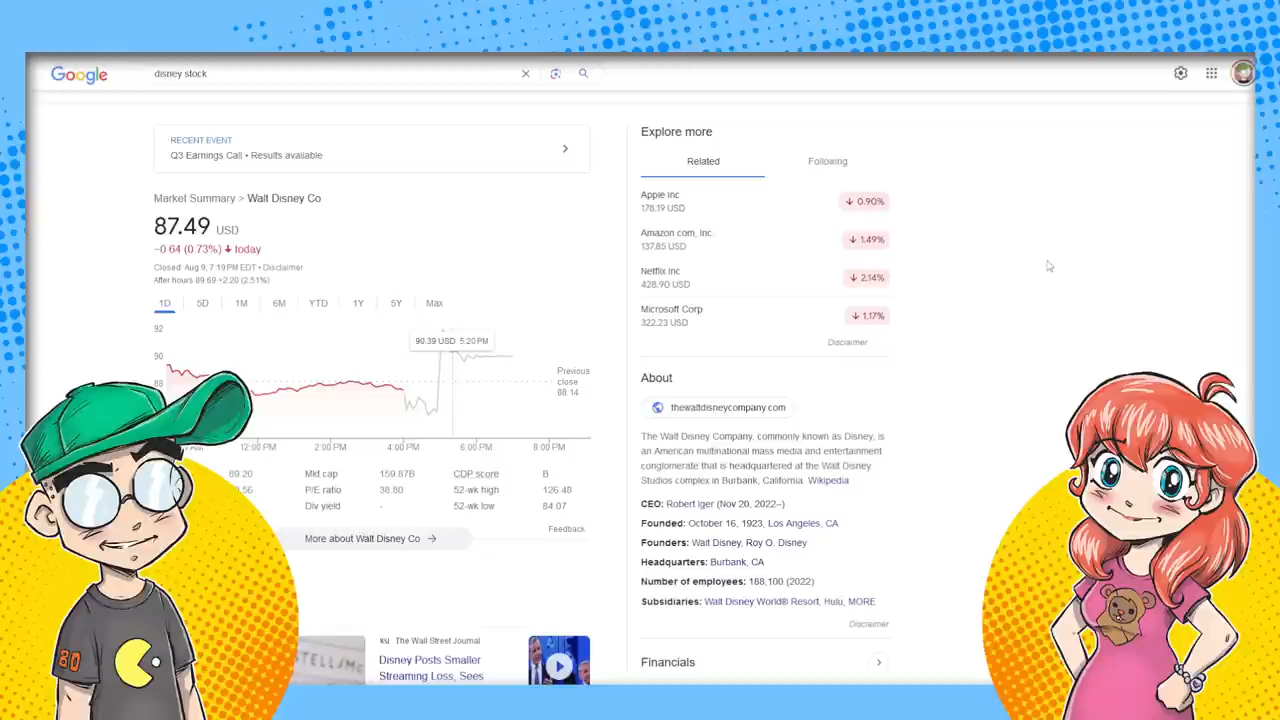 Google
disney stock
RECENT EVENT
Q3 Earnings Call • Results available
Market Summary > Walt Disney Co
87.49 USD
−0.64 (0.73%) ↓ today
Closed: Aug 9, 7:19 PM EDT • Disclaimer
After hours 89.69 +2.20 (2.51%)
1D 5D 1M 6M YTD 1Y 5Y Max
92
90.39 USD 5:20 PM
90
Previous
close
88.14
88
12:00 PM 2:00 PM 4:00 PM 6:00 PM 8:00 PM
89.20 Mkt cap 159.87B CDP score B
.56 P/E ratio 38.80 52-wk high 126.48
Div yield - 52-wk low 84.07
Feedback
More about Walt Disney Co →
The Wall Street Journal
Disney Posts Smaller
Streaming Loss, Sees
Explore more
Related Following
Apple Inc
178.19 USD
↓ 0.90%
Amazon.com, Inc.
137.85 USD
↓ 1.49%
Netflix Inc
428.90 USD
↓ 2.14%
Microsoft Corp
322.23 USD
↓ 1.17%
Disclaimer
About
thewaltdisneycompany.com
The Walt Disney Company, commonly known as Disney, is
an American multinational mass media and entertainment
conglomerate that is headquartered at the Walt Disney
Studios complex in Burbank, California. Wikipedia
CEO: Robert Iger (Nov 20, 2022–)
Founded: October 16, 1923, Los Angeles, CA
Founders: Walt Disney, Roy O. Disney
Headquarters: Burbank, CA
Number of employees: 188,100 (2022)
Subsidiaries: Walt Disney World® Resort, Hulu, MORE
Disclaimer
Financials
80